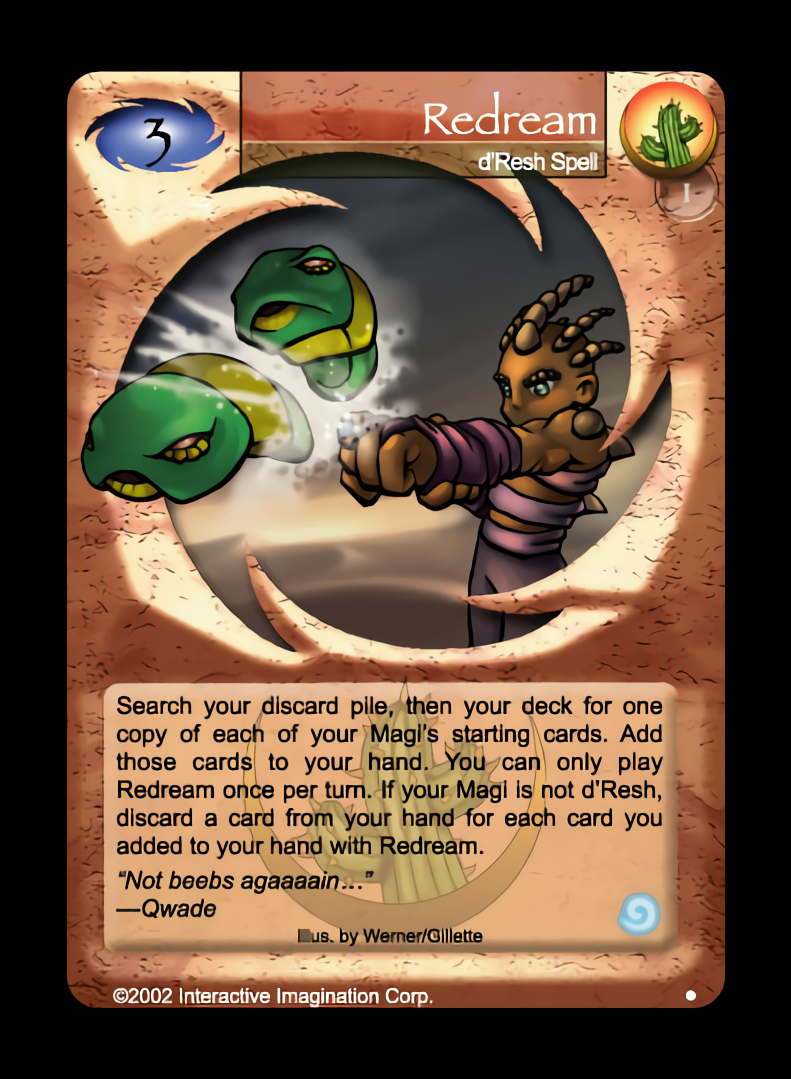 3
Redream
d'Resh Spell
1
Search your discard pile, then your deck for one
copy of each of your Magi's starting cards. Add
those cards to your hand. You can only play
Redream once per turn. If your Magi is not d'Resh,
discard a card from your hand for each card you
added to your hand with Redream.
"Not beebs agaaaain..."
—Qwade
Illus. by Werner/Gillette
©2002 Interactive Imagination Corp.